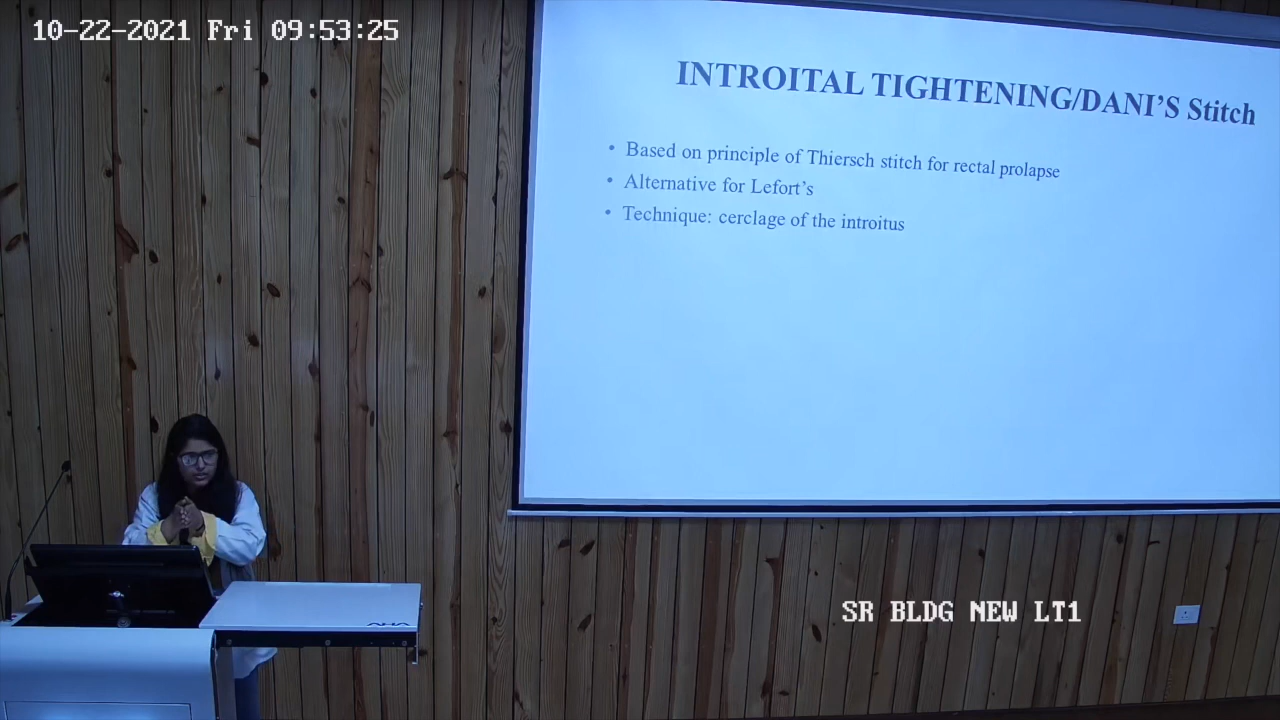 10-22-2021 Fri 09:53:25
INTROITAL TIGHTENING/DANI'S Stitch
• Based on principle of Thiersch stitch for rectal prolapse
• Alternative for Lefort's
• Technique: cerclage of the introitus
AHA
SR BLDG NEW LT1